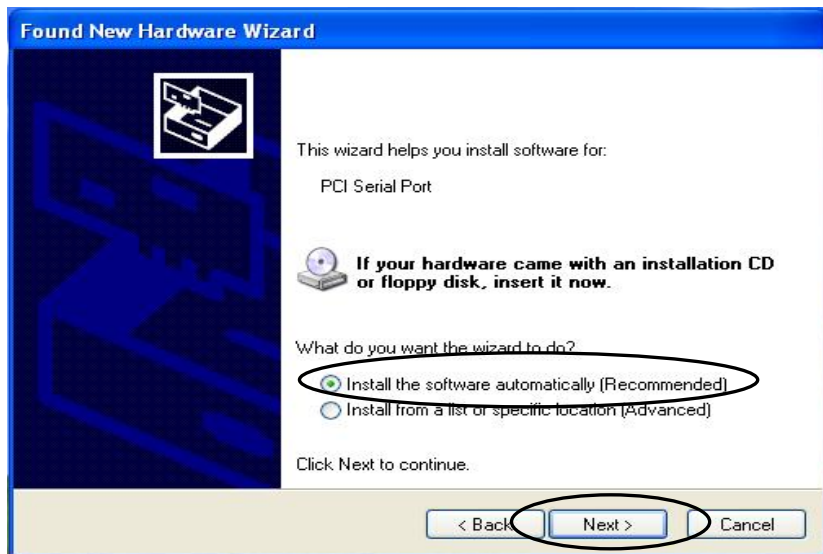 Found New Hardware Wizard
This wizard helps you install software for:
PCI Serial Port
If your hardware came with an installation CD
or floppy disk, insert it now.
What do you want the wizard to do?
Install the software automatically (Recommended)
Install from a list or specific location (Advanced)
Click Next to continue.
< Back Next > Cancel